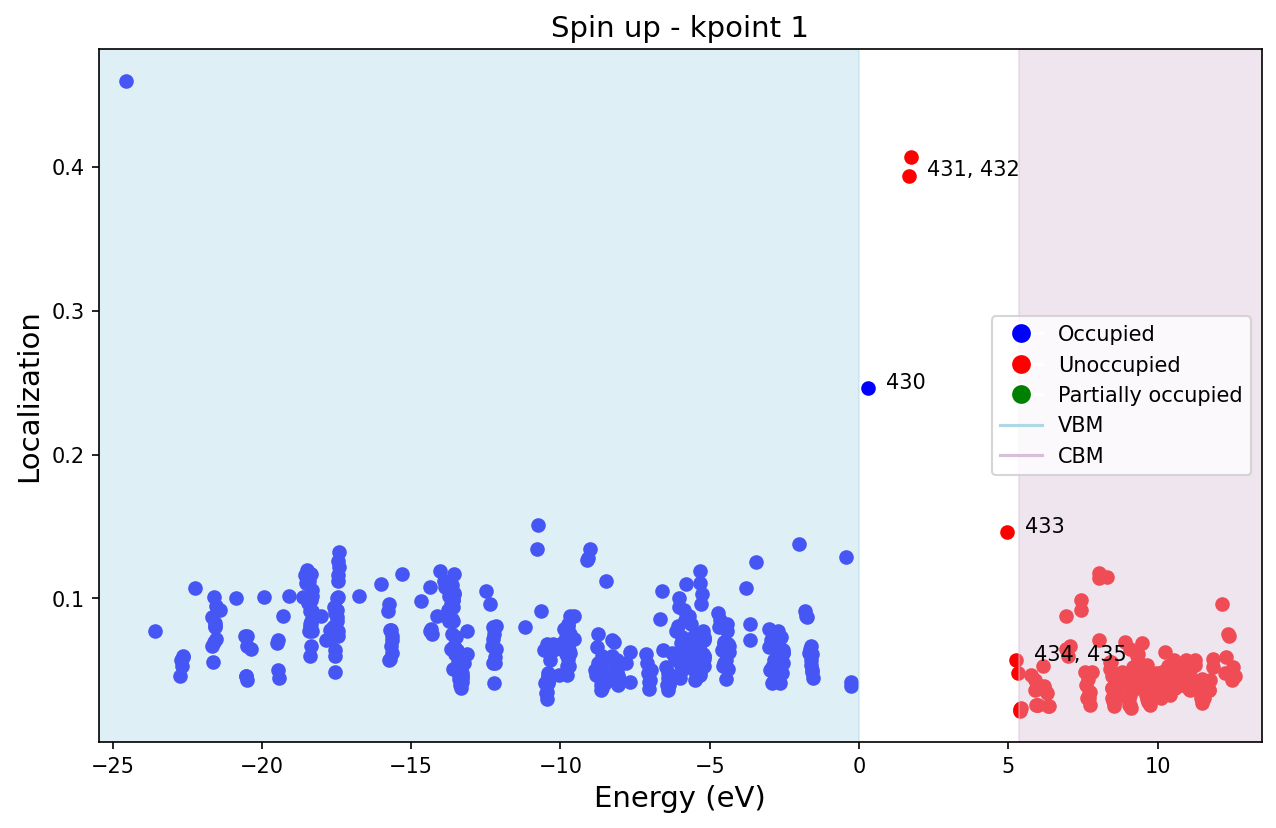 Spin up - kpoint 1
Localization
0.4
0.3
0.2
0.1
431, 432
430
433
434, 435
Occupied
Unoccupied
Partially occupied
VBM
CBM
−25
−20
−15
−10
−5
0
5
10
Energy (eV)